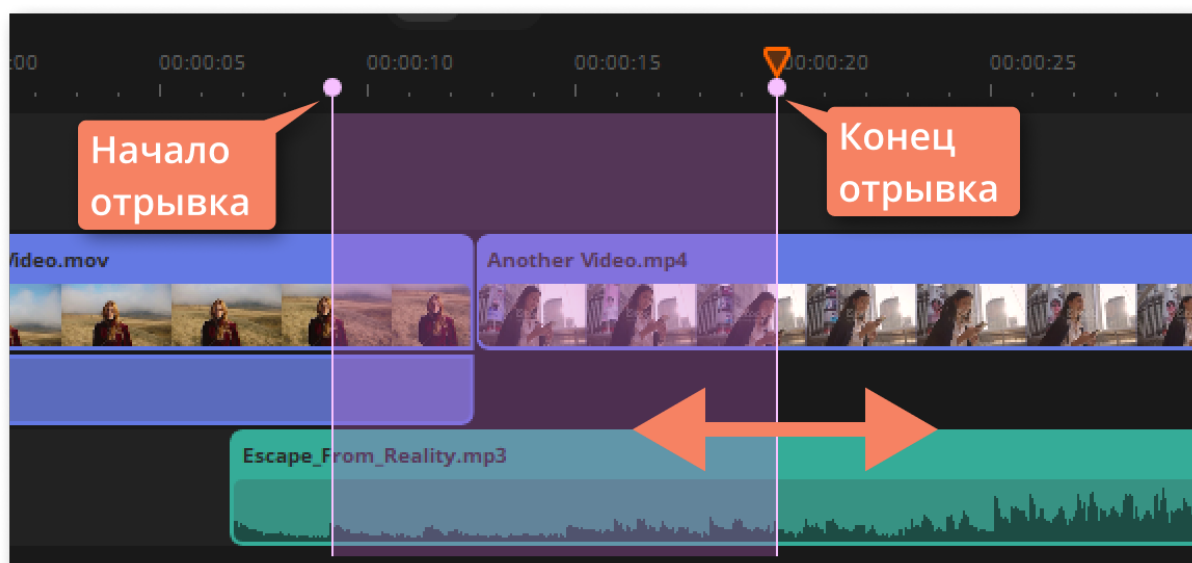 :00 00:00:05 00:00:10 00:00:15 00:00:20 00:00:25
Начало
отрывка
Конец
отрывка
Video.mov
Another Video.mp4
Escape_From_Reality.mp3